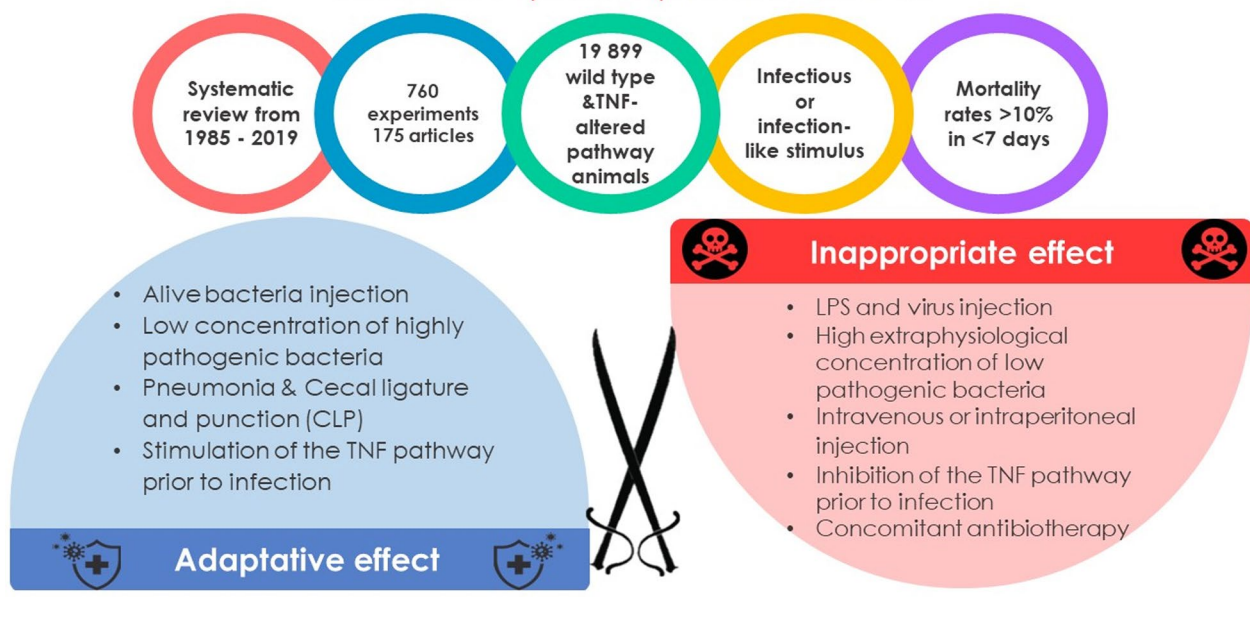 Systematic
review from
1985 - 2019
760
experiments
175 articles
19 899
wild type
&TNF-
altered
pathway
animals
Infectious
or
infection-
like stimulus
Mortality
rates >10%
in <7 days
• Alive bacteria injection
• Low concentration of highly
pathogenic bacteria
• Pneumonia & Cecal ligature
and punction (CLP)
• Stimulation of the TNF pathway
prior to infection
Adaptative effect
Inappropriate effect
• LPS and virus injection
• High extraphysiological
concentration of low
pathogenic bacteria
• Intravenous or intraperitoneal
injection
• Inhibition of the TNF pathway
prior to infection
• Concomitant antibiotherapy